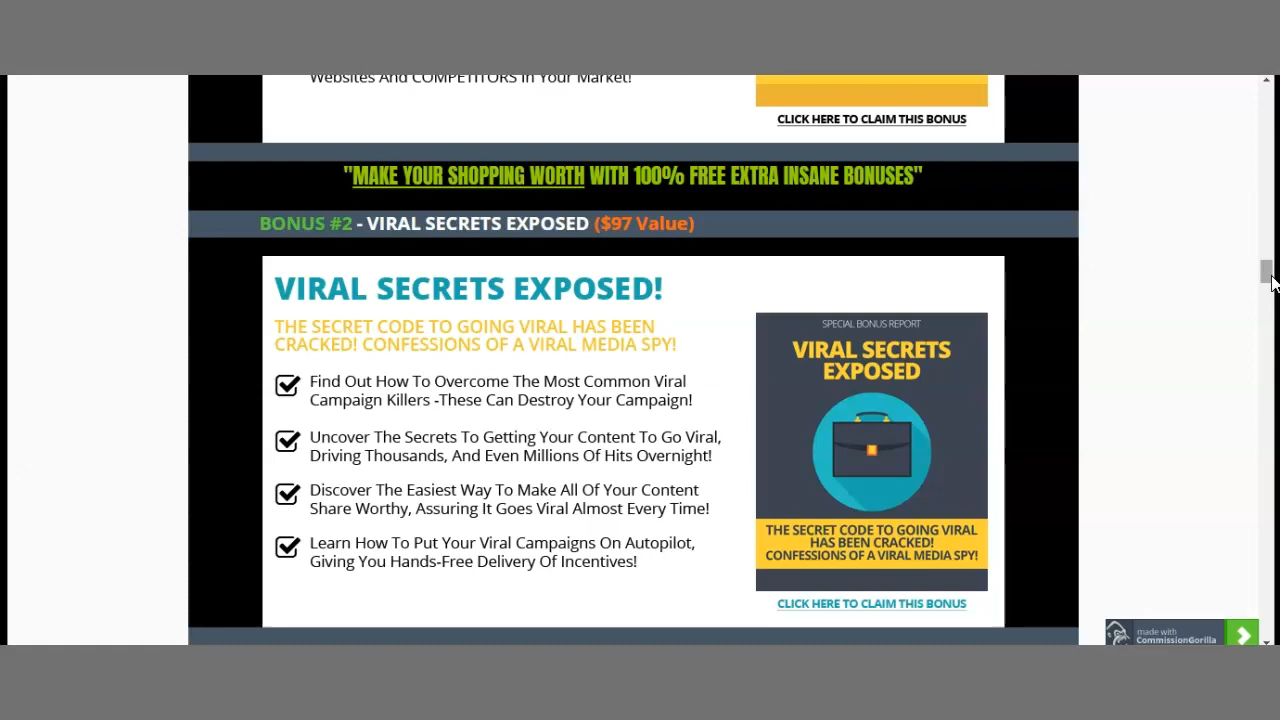 Websites And COMPETITORS In Your Market!
CLICK HERE TO CLAIM THIS BONUS
"MAKE YOUR SHOPPING WORTH WITH 100% FREE EXTRA INSANE BONUSES"
BONUS #2 - VIRAL SECRETS EXPOSED ($97 Value)
VIRAL SECRETS EXPOSED!
THE SECRET CODE TO GOING VIRAL HAS BEEN
CRACKED! CONFESSIONS OF A VIRAL MEDIA SPY!
Find Out How To Overcome The Most Common Viral
Campaign Killers -These Can Destroy Your Campaign!
Uncover The Secrets To Getting Your Content To Go Viral,
Driving Thousands, And Even Millions Of Hits Overnight!
Discover The Easiest Way To Make All Of Your Content
Share Worthy, Assuring It Goes Viral Almost Every Time!
Learn How To Put Your Viral Campaigns On Autopilot,
Giving You Hands-Free Delivery Of Incentives!
SPECIAL BONUS REPORT
VIRAL SECRETS
EXPOSED
THE SECRET CODE TO GOING VIRAL
HAS BEEN CRACKED!
CONFESSIONS OF A VIRAL MEDIA SPY!
CLICK HERE TO CLAIM THIS BONUS
made with
CommissionGorilla